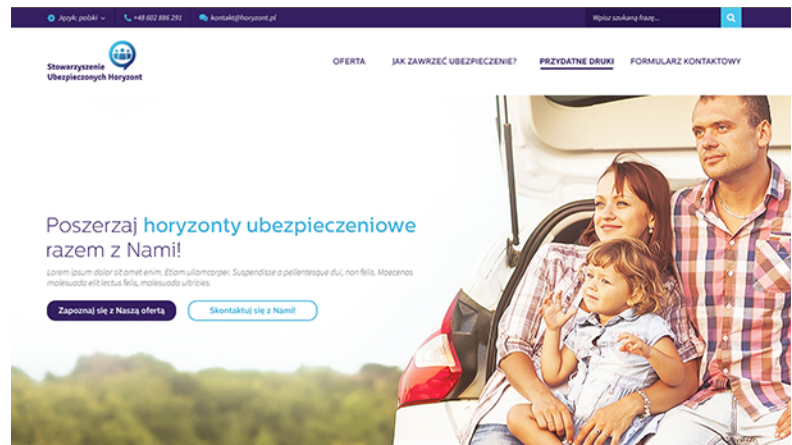 Język: polski
+48 602 886 291
kontakt@horyzont.pl
Wpisz szukaną frazę...
Stowarzyszenie
Ubezpieczonych Horyzont
OFERTA
JAK ZAWRZEĆ UBEZPIECZENIE?
PRZYDATNE DRUKI
FORMULARZ KONTAKTOWY
Poszerzaj horyzonty ubezpieczeniowe
razem z Nami!
Lorem ipsum dolor sit amet enim. Etiam ullamcorper. Suspendisse a pellentesque dui, non felis. Maecenas
malesuada elit lectus felis, malesuada ultricies.
Zapoznaj się z Naszą ofertą
Skontaktuj się z Nami!